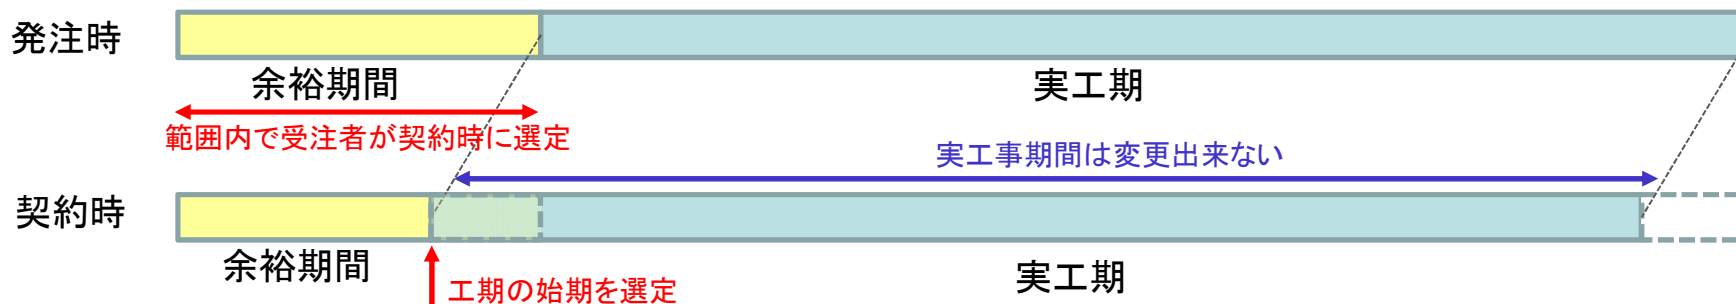 発注時
余裕期間
実工期
範囲内で受注者が契約時に選定
実工事期間は変更出来ない
契約時
余裕期間
実工期
工期の始期を選定